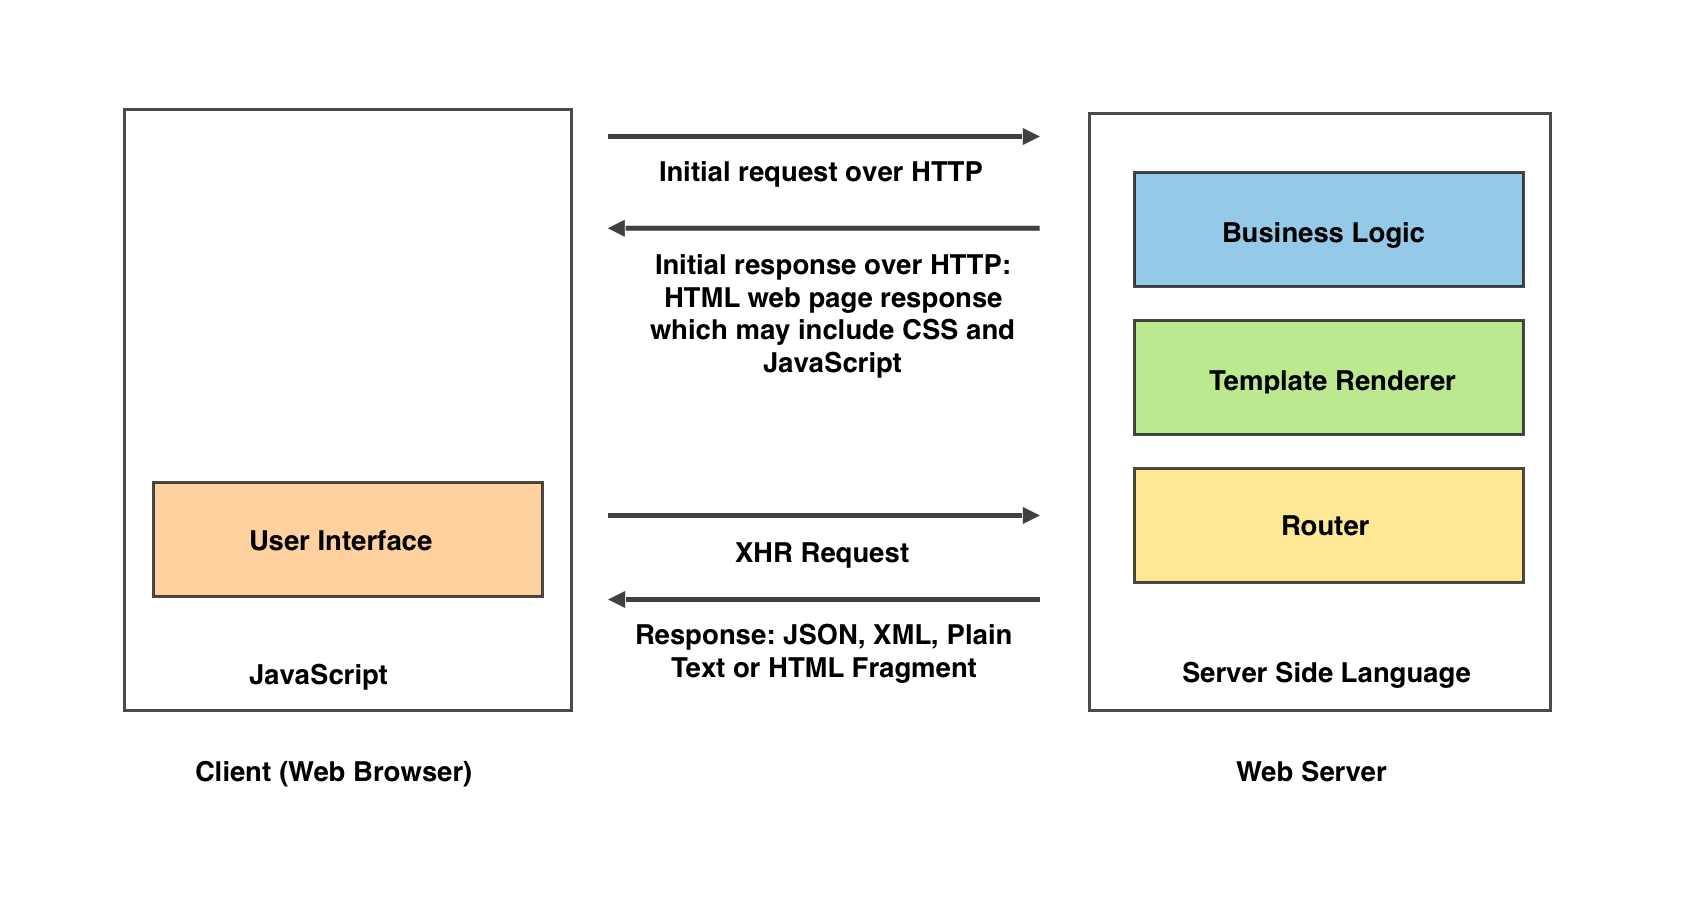 Initial request over HTTP
Initial response over HTTP:
HTML web page response
which may include CSS and
JavaScript
User Interface
XHR Request
Response: JSON, XML, Plain
Text or HTML Fragment
JavaScript
Client (Web Browser)
Business Logic
Template Renderer
Router
Server Side Language
Web Server